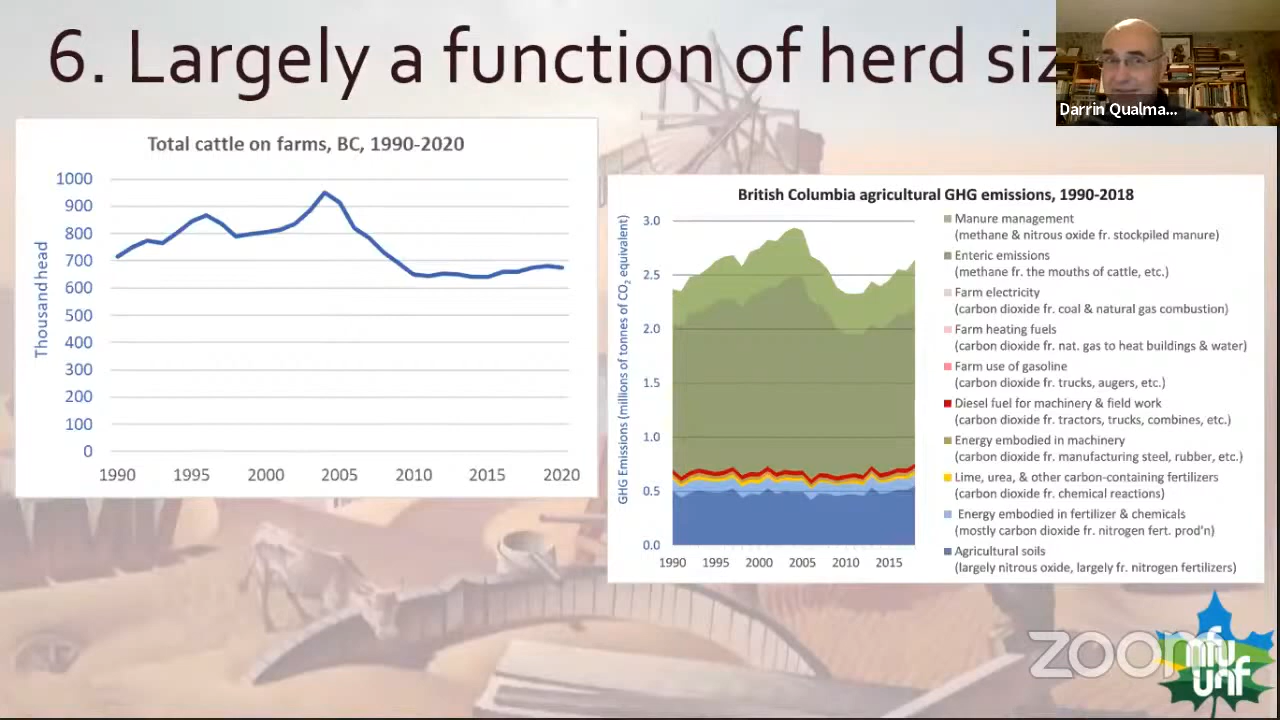 6. Largely a function of herd siz
Darrin Qualma...
Total cattle on farms, BC, 1990-2020
Thousand head
1000
900
800
700
600
500
400
300
200
100
0
1990 1995 2000 2005 2010 2015 2020
British Columbia agricultural GHG emissions, 1990-2018
GHG Emissions (millions of tonnes of CO₂ equivalent)
3.0
2.5
2.0
1.5
1.0
0.5
0.0
1990 1995 2000 2005 2010 2015
Manure management
(methane & nitrous oxide fr. stockpiled manure)
Enteric emissions
(methane fr. the mouths of cattle, etc.)
Farm electricity
(carbon dioxide fr. coal & natural gas combustion)
Farm heating fuels
(carbon dioxide fr. nat. gas to heat buildings & water)
Farm use of gasoline
(carbon dioxide fr. trucks, augers, etc.)
Diesel fuel for machinery & field work
(carbon dioxide fr. tractors, trucks, combines, etc.)
Energy embodied in machinery
(carbon dioxide fr. manufacturing steel, rubber, etc.)
Lime, urea, & other carbon-containing fertilizers
(carbon dioxide fr. chemical reactions)
Energy embodied in fertilizer & chemicals
(mostly carbon dioxide fr. nitrogen fert. prod'n)
Agricultural soils
(largely nitrous oxide, largely fr. nitrogen fertilizers)
zoom
nfu
unf